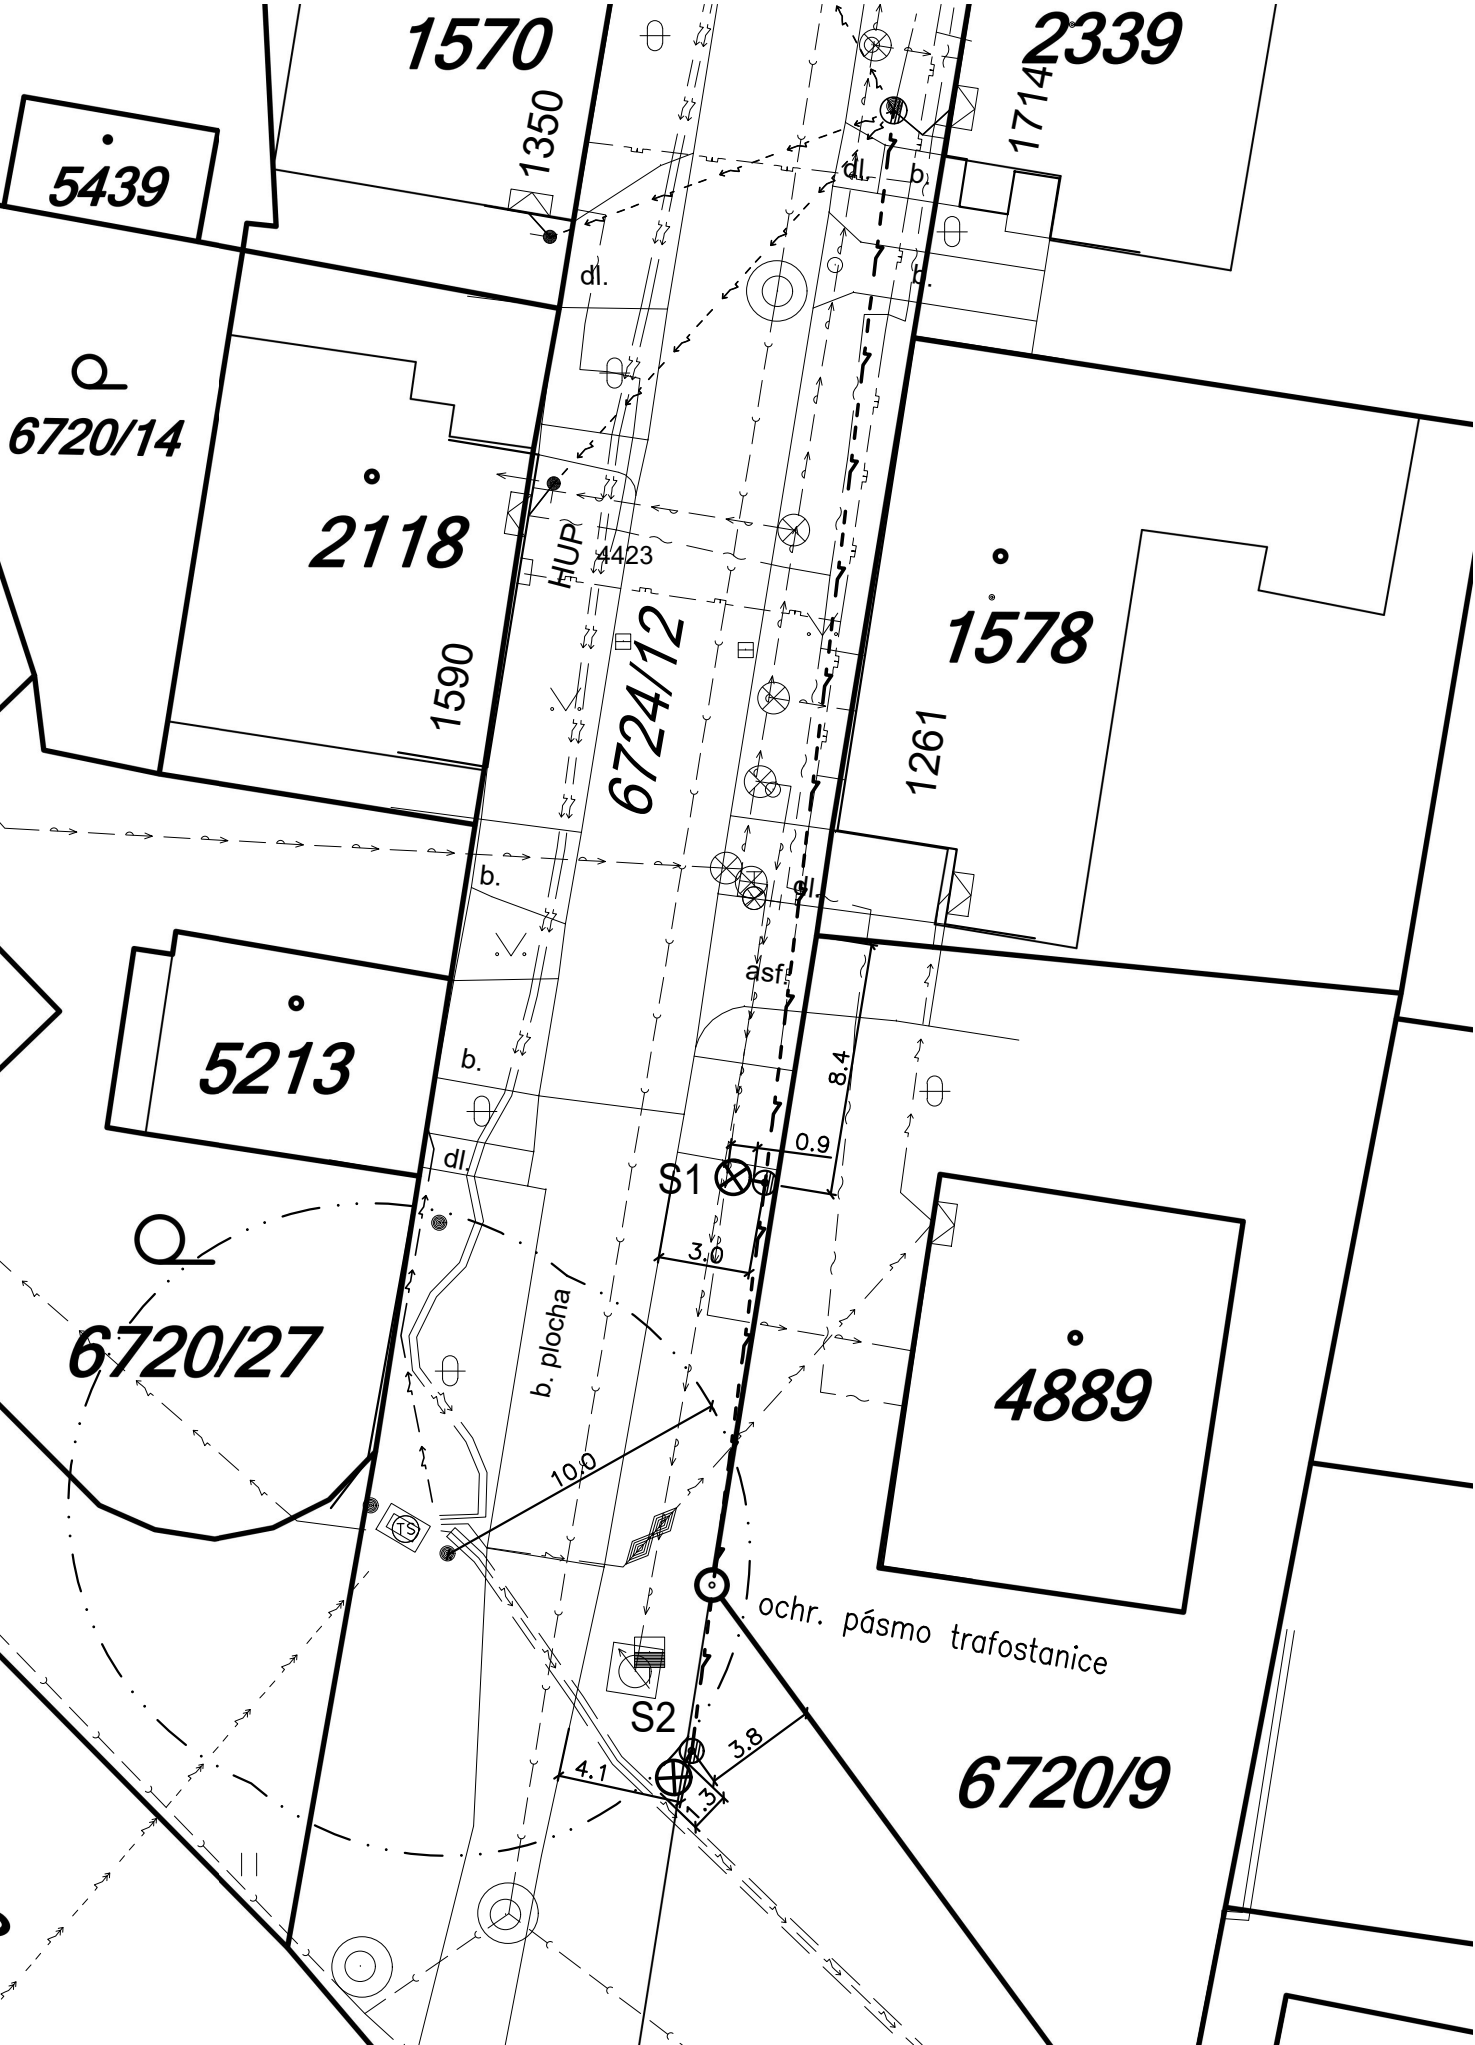 1570
2339
1350
1714
5439
dl.
b.
dl.
b.
6720/14
2118
HUP
4423
1578
1590
6724/12
1261
b.
dl.
asf.
5213
b.
8.4
0.9
dl.
S1
3.0
b. plocha
6720/27
4889
10.0
TS
ochr. pásmo trafostanice
S2
3.8
4.1
1.3
6720/9